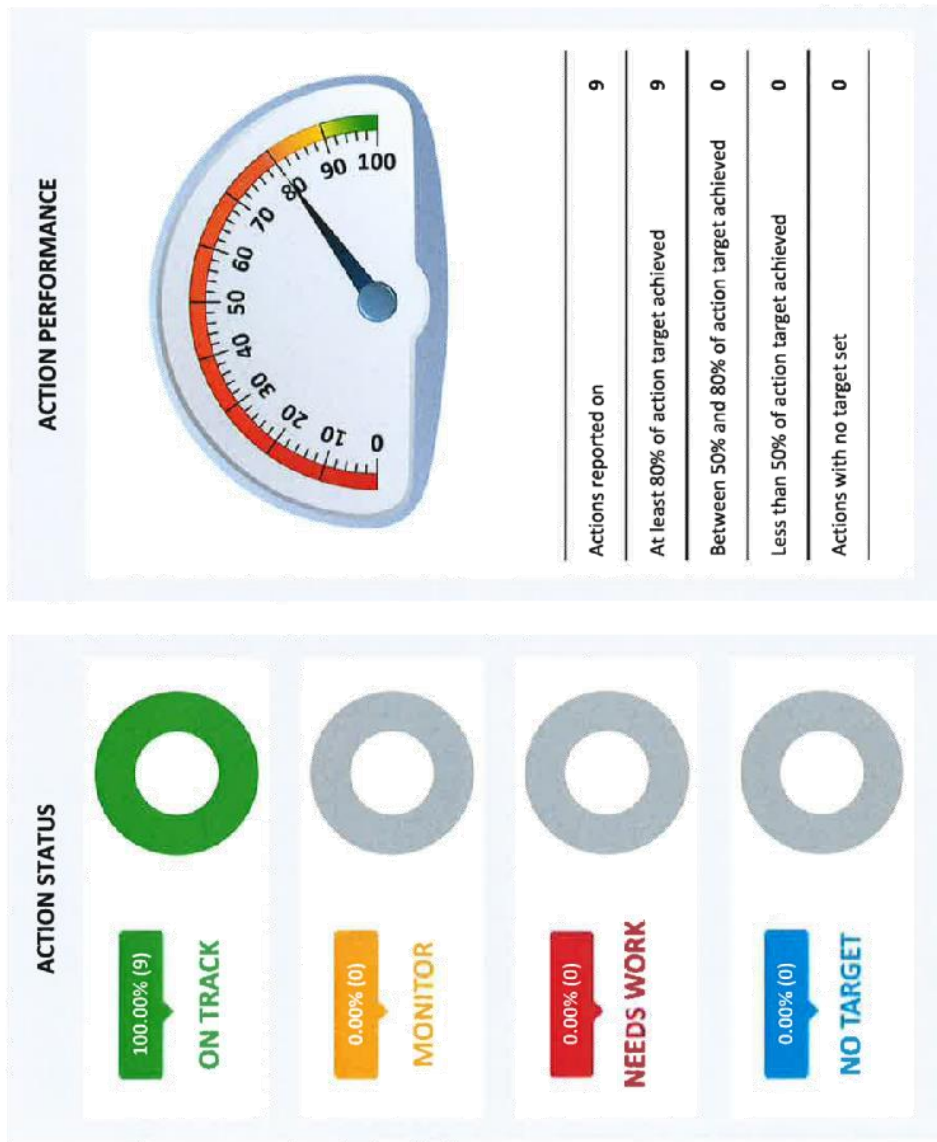 ACTION STATUS
100.00% (9)
ON TRACK
0.00% (0)
MONITOR
0.00% (0)
NEEDS WORK
0.00% (0)
NO TARGET
ACTION PERFORMANCE
0
10
20
30
40
50
60
70
80
90
100
Actions reported on 9
At least 80% of action target achieved 9
Between 50% and 80% of action target achieved 0
Less than 50% of action target achieved 0
Actions with no target set 0